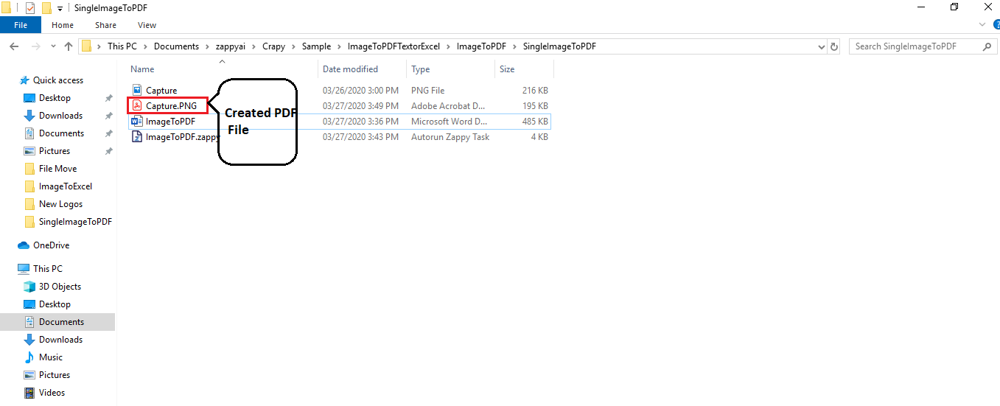 SingleImageToPDF
File Home Share View
This PC Documents zappyai Crapy Sample ImageToPDFTextorExcel ImageToPDF SingleImageToPDF
Search SingleImageToPDF
Name Date modified Type Size
Quick access
Desktop
Downloads
Documents
Pictures
File Move
ImageToExcel
New Logos
SingleImageToPDF
OneDrive
This PC
3D Objects
Desktop
Documents
Downloads
Music
Pictures
Videos
Capture 03/26/2020 3:00 PM PNG File 216 KB
Capture.PNG 03/27/2020 3:49 PM Adobe Acrobat D... 195 KB
ImageToPDF 03/27/2020 3:36 PM Microsoft Word D... 485 KB
ImageToPDF.zappy 03/27/2020 3:43 PM Autorun Zappy Task 4 KB
Created PDF
File